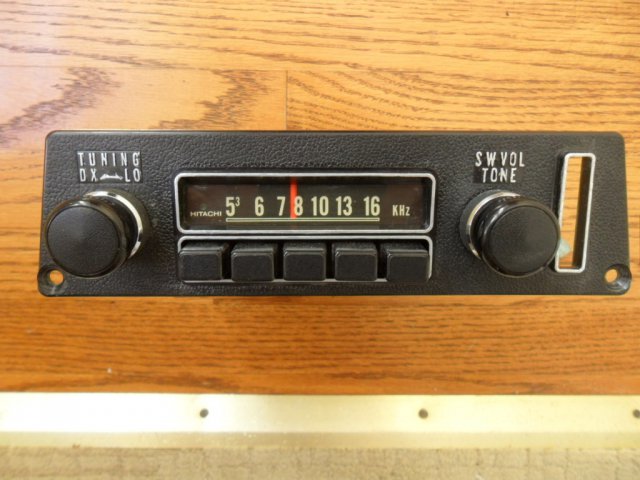 TUNING
DX LO
SW VOL
TONE
HITACHI 5³ 6 7 8 10 13 16 KHz